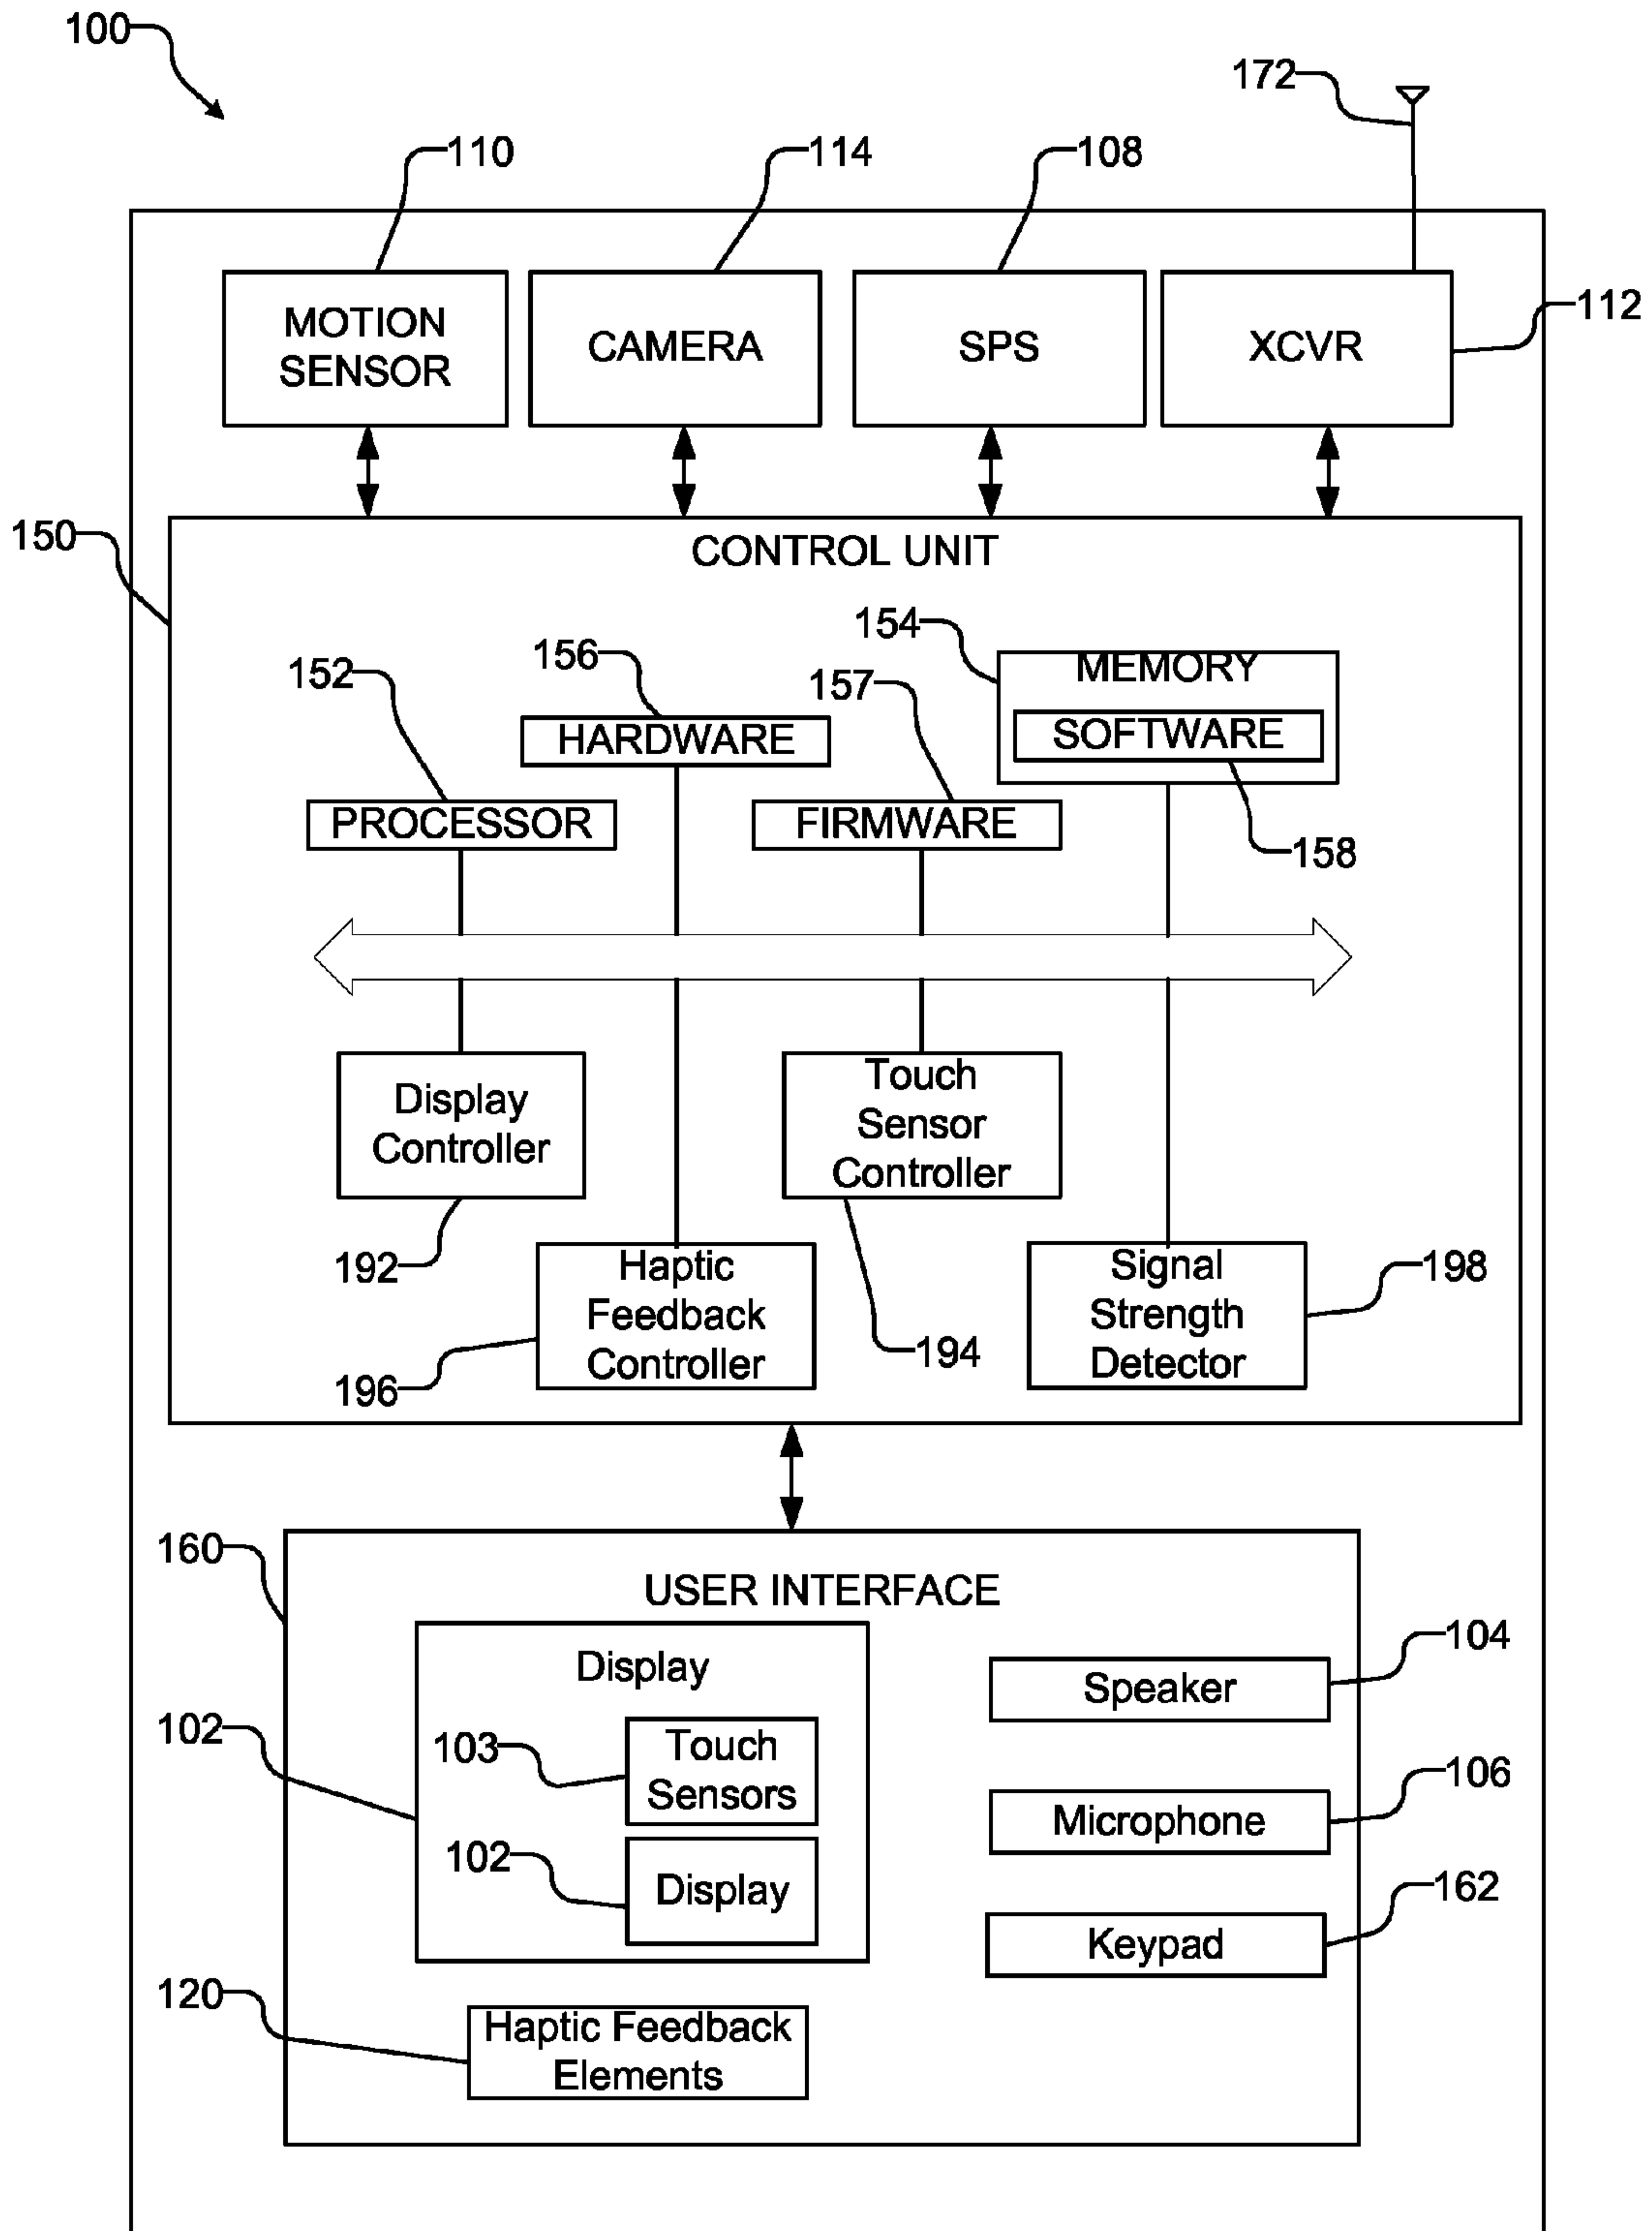 100
172
110
114
108
MOTION
SENSOR
CAMERA
SPS
XCVR
112
150
CONTROL UNIT
154
156
152
157
MEMORY
SOFTWARE
HARDWARE
PROCESSOR
FIRMWARE
158
Display
Controller
Touch
Sensor
Controller
192
Haptic
Feedback
Controller
Signal
Strength
Detector
198
194
196
160
USER INTERFACE
104
Display
Speaker
102
103
Touch
Sensors
106
Microphone
102
Display
162
Keypad
120
Haptic Feedback
Elements